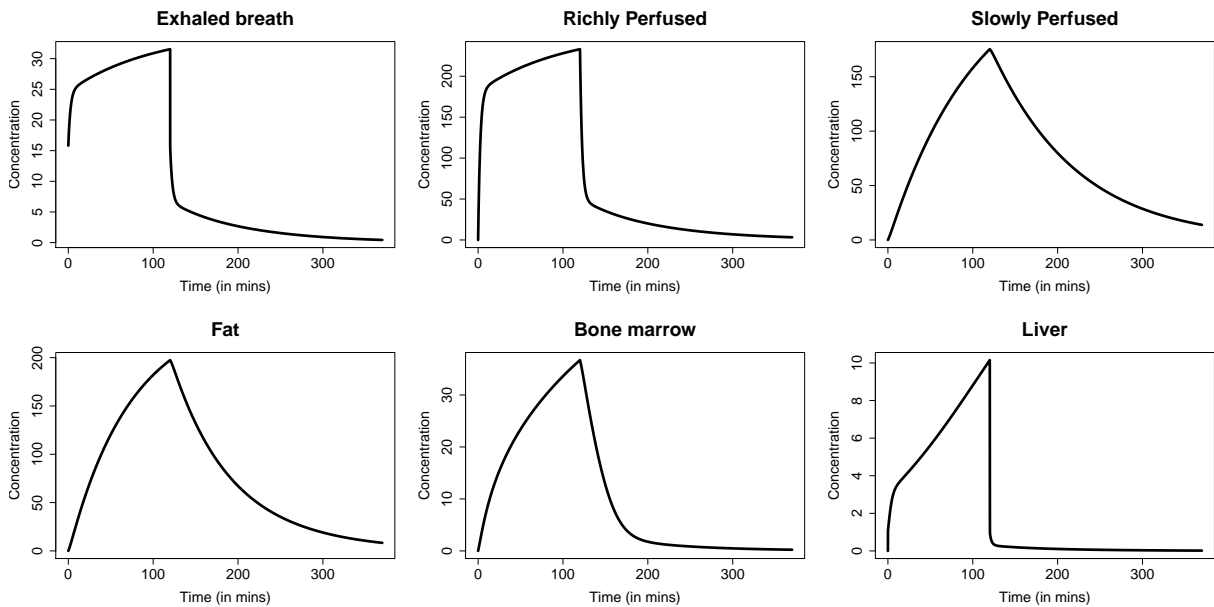 Exhaled breath
Concentration
0 5 10 15 20 25 30
0 100 200 300
Time (in mins)
Richly Perfused
Concentration
0 50 100 150 200
0 100 200 300
Time (in mins)
Slowly Perfused
Concentration
0 50 100 150
0 100 200 300
Time (in mins)
Fat
Concentration
0 50 100 150 200
0 100 200 300
Time (in mins)
Bone marrow
Concentration
0 10 20 30
0 100 200 300
Time (in mins)
Liver
Concentration
0 2 4 6 8 10
0 100 200 300
Time (in mins)